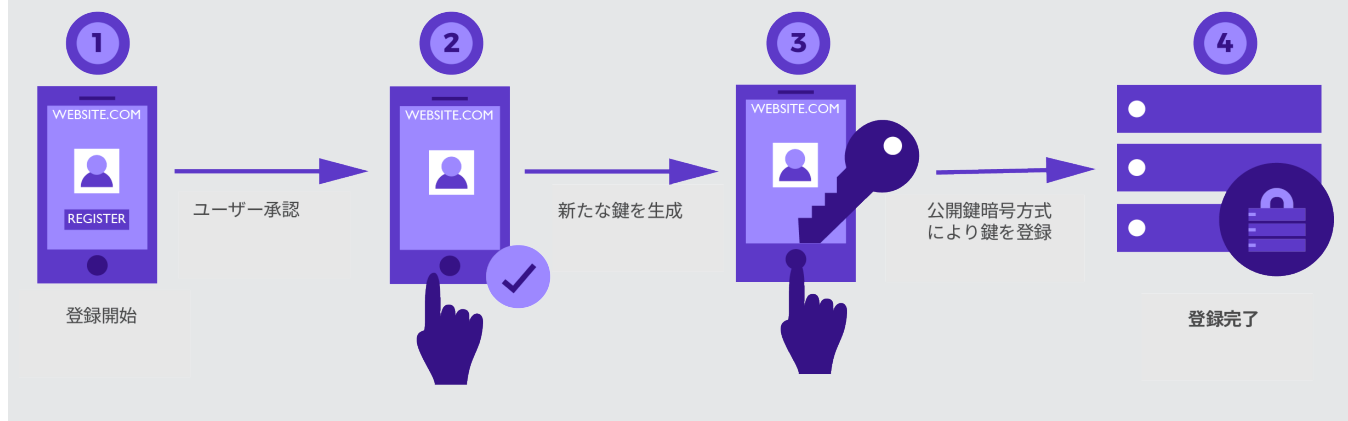 1
2
3
4
WEBSITE.COM
WEBSITE.COM
WEBSITE.COM
REGISTER
ユーザー承認
新たな鍵を生成
公開鍵暗号方式
により鍵を登録
登録開始
登録完了